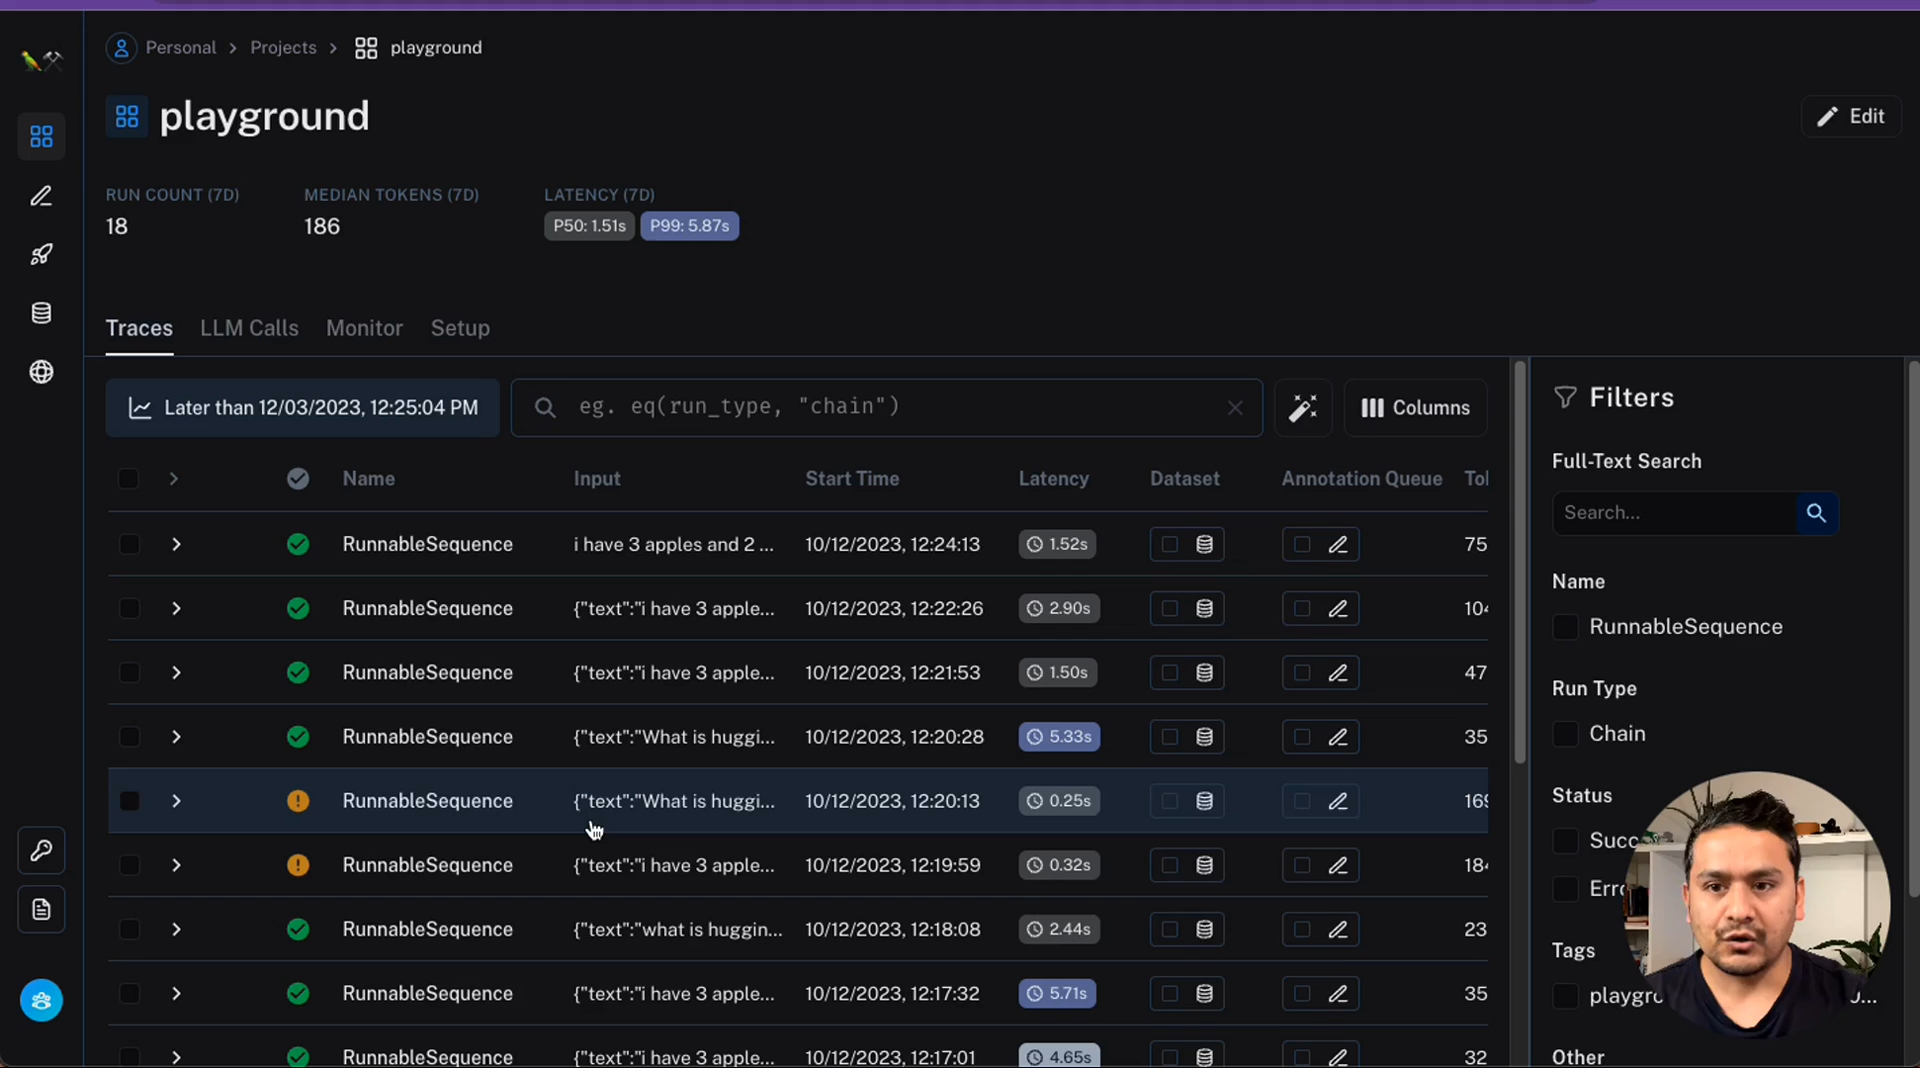 Personal > Projects > playground
playground
Edit
RUN COUNT (7D) MEDIAN TOKENS (7D) LATENCY (7D)
18 186 P50: 1.51s P99: 5.87s
Traces LLM Calls Monitor Setup
Later than 12/03/2023, 12:25:04 PM eg. eq(run_type, "chain") Columns
Name Input Start Time Latency Dataset Annotation Queue Tol
RunnableSequence i have 3 apples and 2 ... 10/12/2023, 12:24:13 1.52s 75
RunnableSequence {"text":"i have 3 apple... 10/12/2023, 12:22:26 2.90s 104
RunnableSequence {"text":"i have 3 apple... 10/12/2023, 12:21:53 1.50s 47
RunnableSequence {"text":"What is huggi... 10/12/2023, 12:20:28 5.33s 35
RunnableSequence {"text":"What is huggi... 10/12/2023, 12:20:13 0.25s 169
RunnableSequence {"text":"i have 3 apple... 10/12/2023, 12:19:59 0.32s 184
RunnableSequence {"text":"what is huggin... 10/12/2023, 12:18:08 2.44s 23
RunnableSequence {"text":"i have 3 apple... 10/12/2023, 12:17:32 5.71s 35
RunnableSequence {"text":"i have 3 apple... 10/12/2023, 12:17:01 4.65s 32
Filters
Full-Text Search
Search...
Name
RunnableSequence
Run Type
Chain
Status
Succ
Erro
Tags
playgro
Other